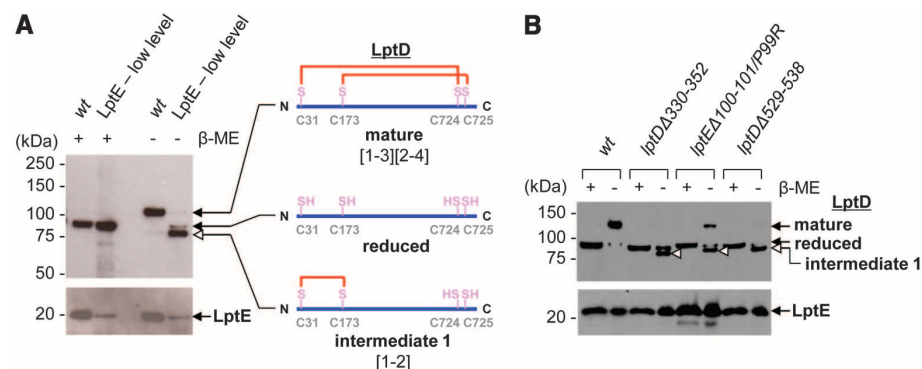 A
wt
LptE – low level
wt
LptE – low level
(kDa) + + - - β-ME
250
150
100
75
50
20
LptE
LptD
S S SS
N C
C31 C173 C724 C725
mature
[1-3][2-4]
SH SH HS SH
N C
C31 C173 C724 C725
reduced
S S HS SH
N C
C31 C173 C724 C725
intermediate 1
[1-2]
B
wt
lptDΔ330-352
lptEΔ100-101/P99R
lptDΔ529-538
(kDa) + - + - + - + - β-ME
LptD
150
100
75
mature
reduced
intermediate 1
20
LptE